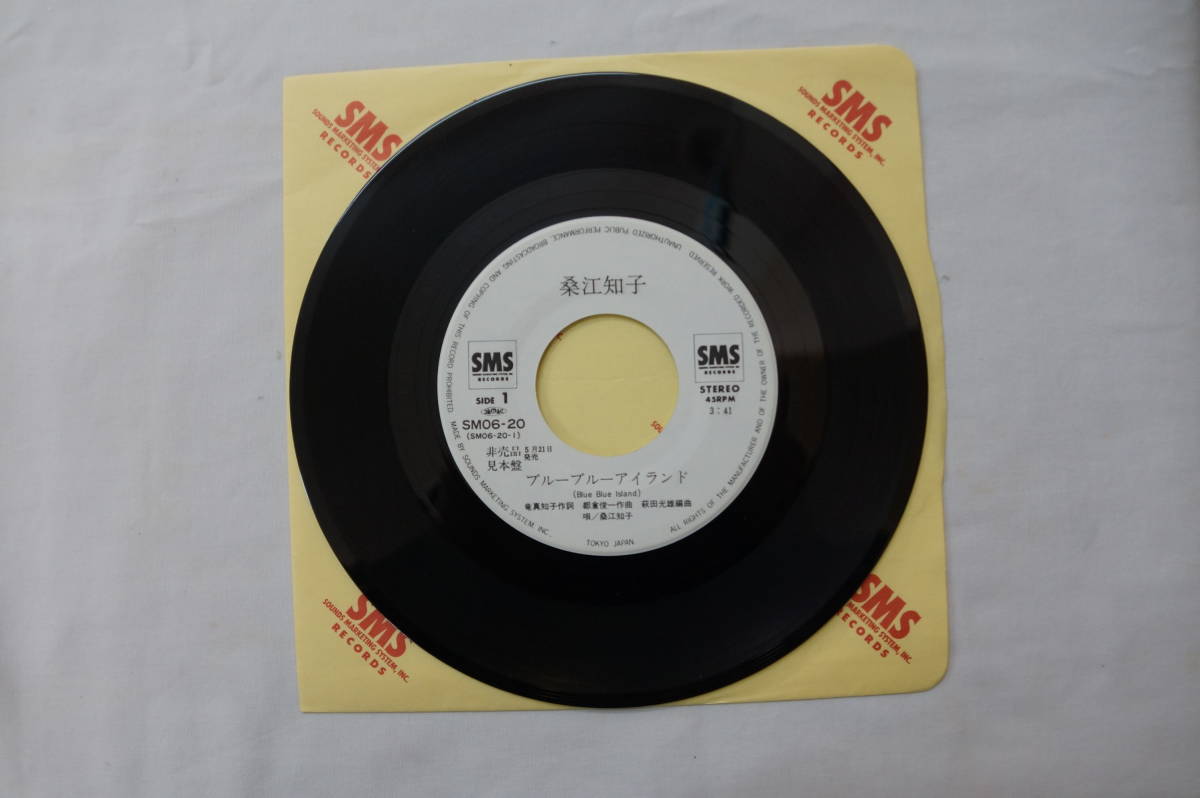 SMS
SOUNDS MARKETING SYSTEM, INC.
RECORDS
SMS
SOUNDS MARKETING SYSTEM, INC.
RECORDS
UNAUTHORIZED PUBLIC PERFORMANCE, BROADCASTING AND COPYING OF THIS RECORD PROHIBITED. MADE BY SOUNDS MARKETING SYSTEM, INC.
TOKYO JAPAN
ALL RIGHTS OF THE MANUFACTURER AND OF THE OWNER OF THE RECORDED WORK RESERVED
桑江知子
SMS
RECORDS
SIDE 1
SM06-20
(SM06-20-1)
SMS
RECORDS
STEREO
45RPM
3:41
非売品 5月21日
見本盤 発売
ブルーブルーアイランド
(Blue Blue Island)
竜真知子作詞 都倉俊一作曲 萩田光雄編曲
唄/桑江知子
SMS
SOUNDS MARKETING SYSTEM, INC.
RECORDS
SMS
SOUNDS MARKETING SYSTEM, INC.
RECORDS